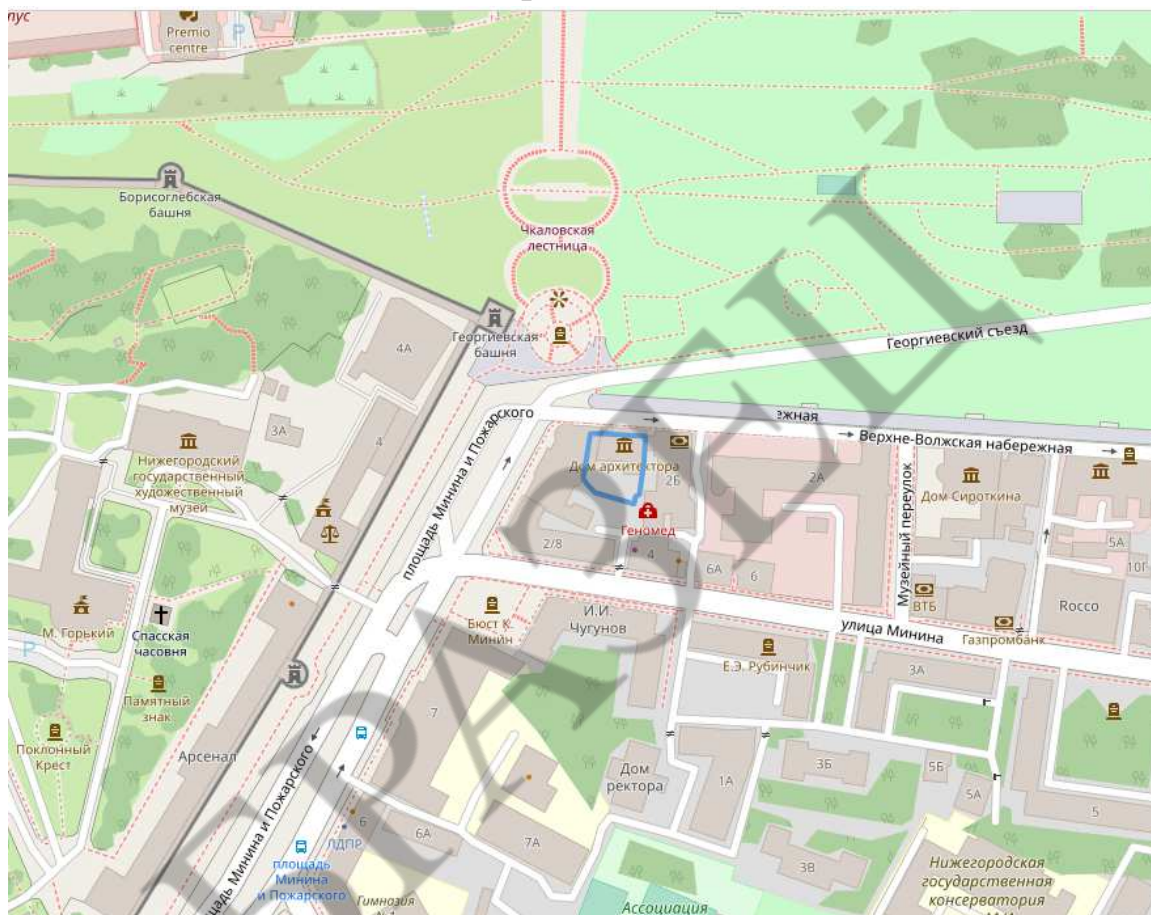 пус
Premio
centre
P
Борисоглебская
башня
Чкаловская
лестница
Георгиевская
башня
4А
Георгиевский съезд
3А
4
Нижегородский
государственный
художественный
музей
площадь Минина и Пожарского
ежная
Верхне-Волжская набережная
Дом архитектора
2Б
2А
Геномед
Дом Сироткина
Музейный переулок
5А
10Г
2/8
4
6А
6
М. Горький
Спасская
часовня
Бюст К.
Минин
И.И.
Чугунов
улица Минина
ВТБ
Газпромбанк
Rocco
P
Памятный
знак
Е.Э. Рубинчик
3А
Поклонный
Крест
Арсенал
7
площадь Минина и Пожарского
Дом
ректора
1А
3Б
5Б
5А
5
6
6А
7А
ЛДПР
3В
площадь
Минина
и Пожарского
Гимназия
Ассоциация
Нижегородская
государственная
консерватория